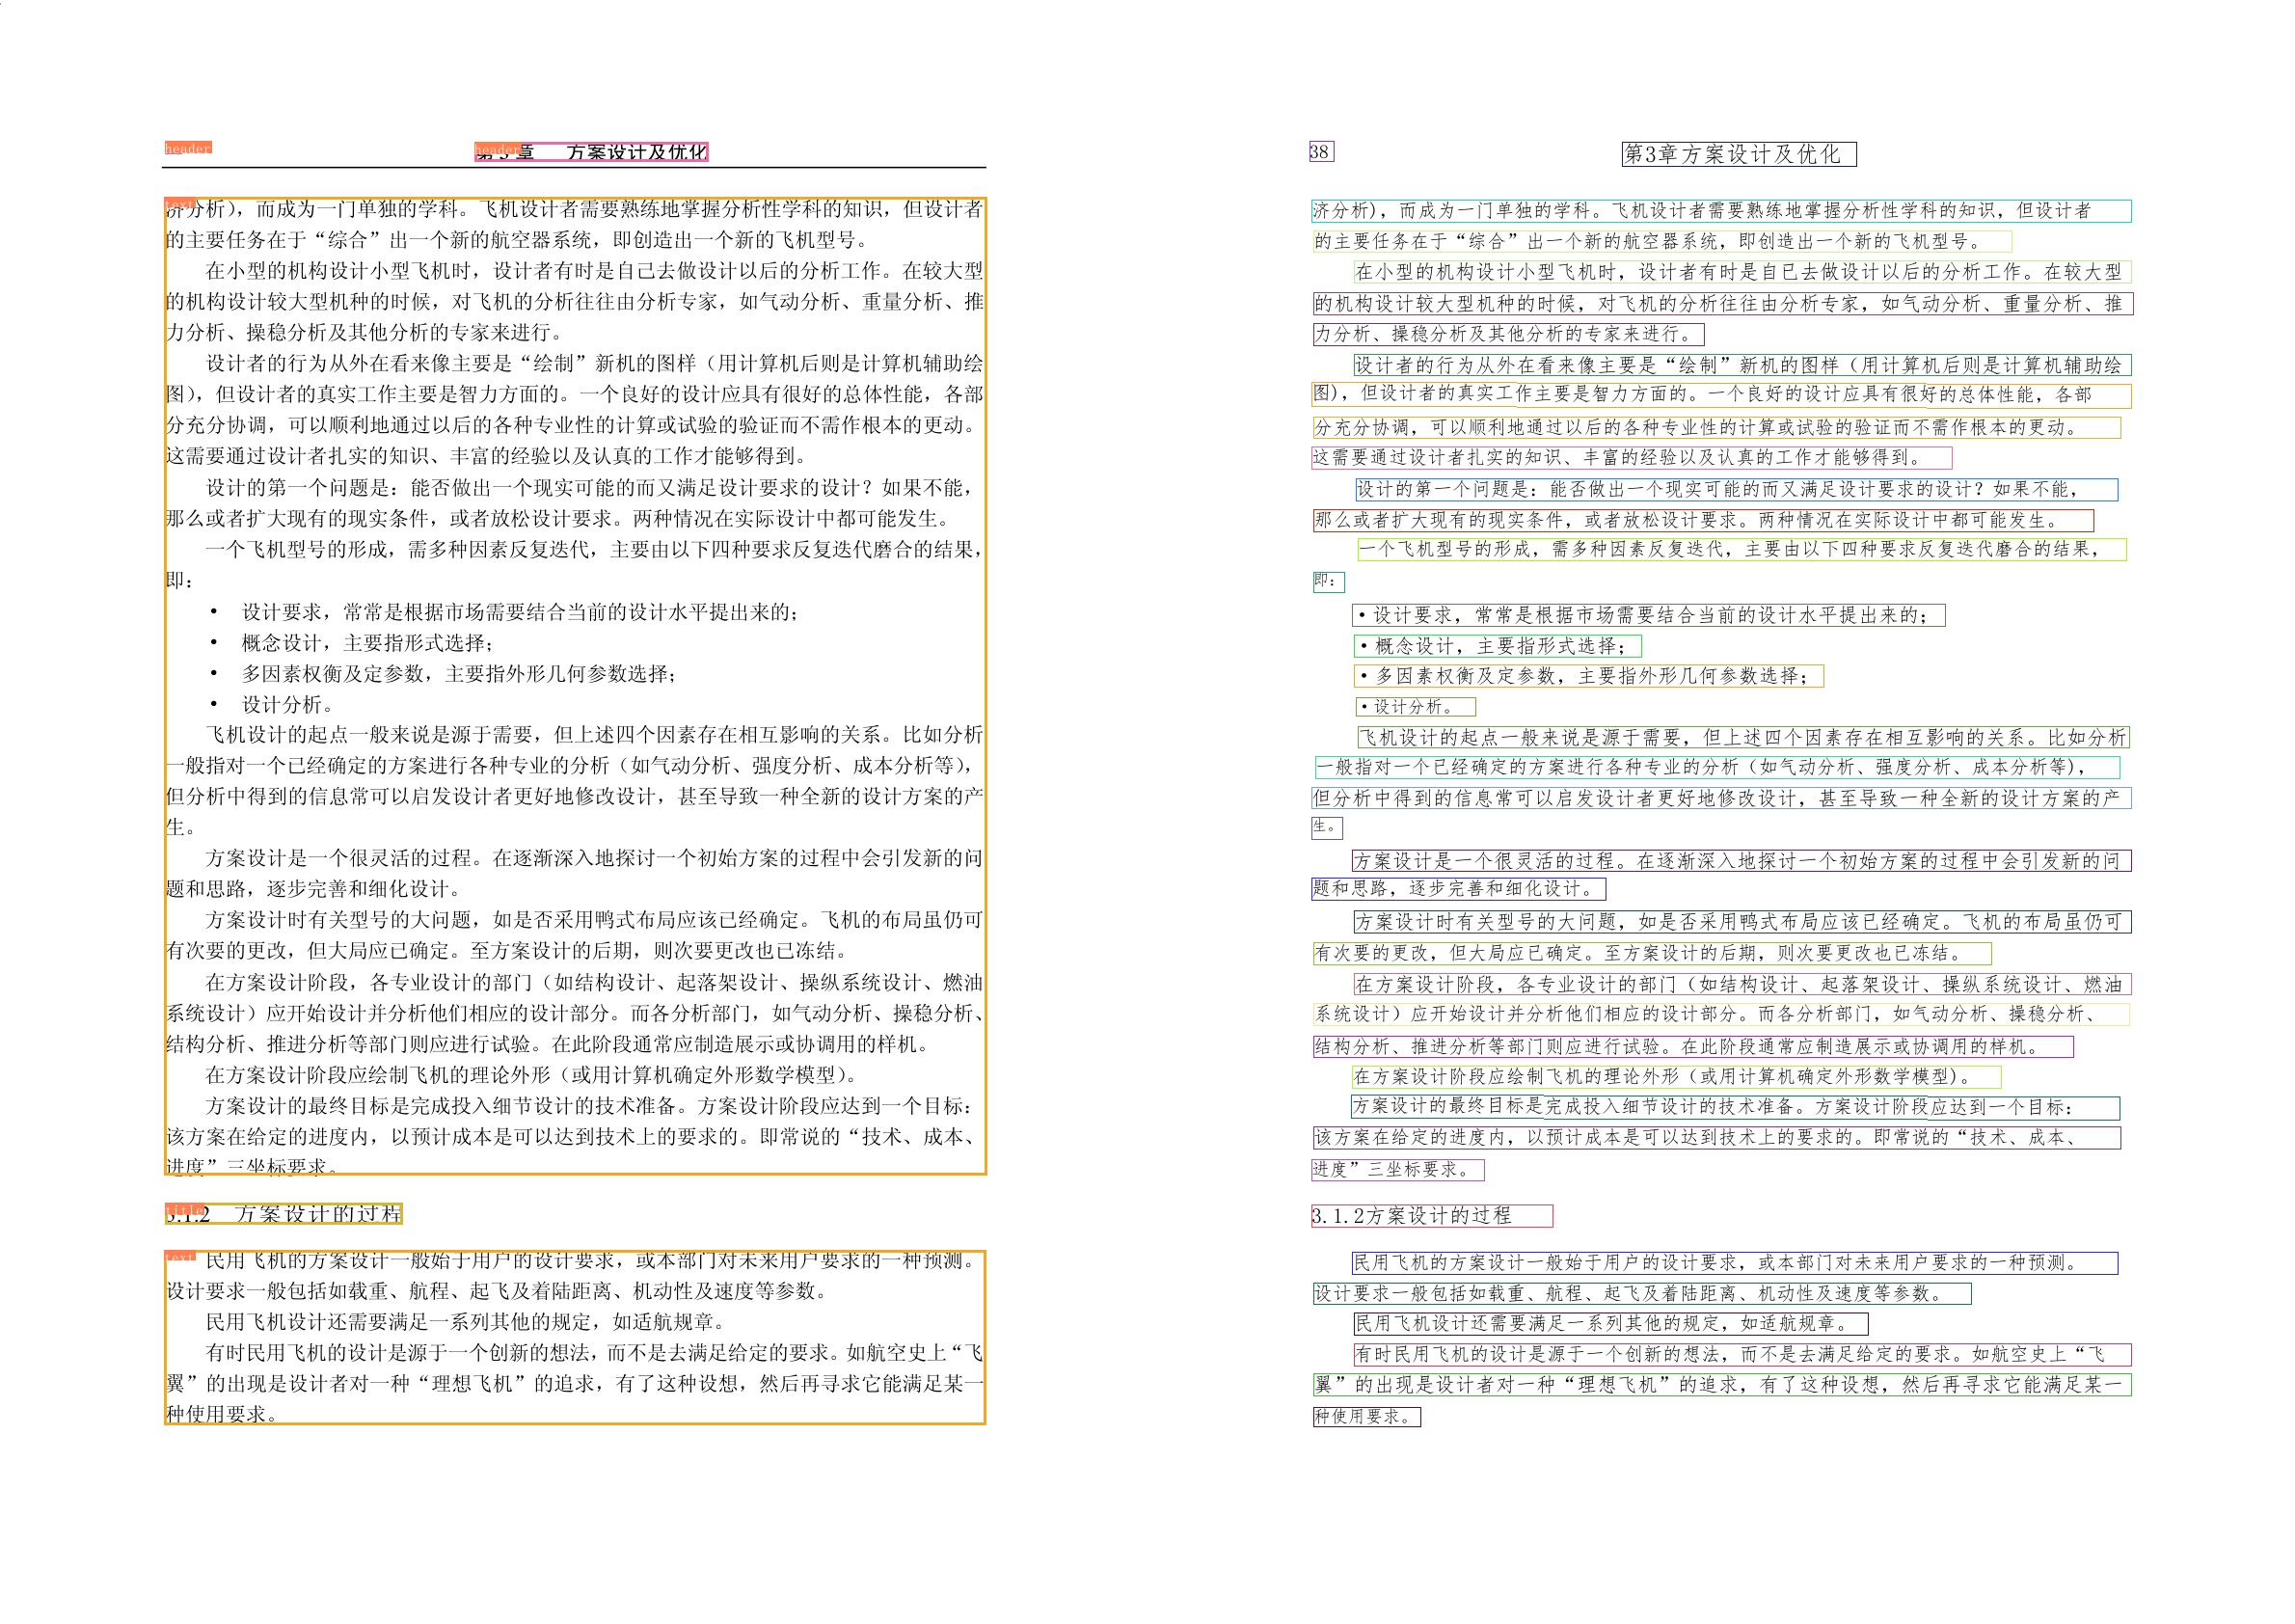 header
header
第3章 方案设计及优化
text
济分析），而成为一门单独的学科。飞机设计者需要熟练地掌握分析性学科的知识，但设计者
的主要任务在于“综合”出一个新的航空器系统，即创造出一个新的飞机型号。
在小型的机构设计小型飞机时，设计者有时是自己去做设计以后的分析工作。在较大型
的机构设计较大型机种的时候，对飞机的分析往往由分析专家，如气动分析、重量分析、推
力分析、操稳分析及其他分析的专家来进行。
设计者的行为从外在看来像主要是“绘制”新机的图样（用计算机后则是计算机辅助绘
图），但设计者的真实工作主要是智力方面的。一个良好的设计应具有很好的总体性能，各部
分充分协调，可以顺利地通过以后的各种专业性的计算或试验的验证而不需作根本的更动。
这需要通过设计者扎实的知识、丰富的经验以及认真的工作才能够得到。
设计的第一个问题是：能否做出一个现实可能的而又满足设计要求的设计？如果不能，
那么或者扩大现有的现实条件，或者放松设计要求。两种情况在实际设计中都可能发生。
一个飞机型号的形成，需多种因素反复迭代，主要由以下四种要求反复迭代磨合的结果，
即：
• 设计要求，常常是根据市场需要结合当前的设计水平提出来的；
• 概念设计，主要指形式选择；
• 多因素权衡及定参数，主要指外形几何参数选择；
• 设计分析。
飞机设计的起点一般来说是源于需要，但上述四个因素存在相互影响的关系。比如分析
一般指对一个已经确定的方案进行各种专业的分析（如气动分析、强度分析、成本分析等），
但分析中得到的信息常可以启发设计者更好地修改设计，甚至导致一种全新的设计方案的产
生。
方案设计是一个很灵活的过程。在逐渐深入地探讨一个初始方案的过程中会引发新的问
题和思路，逐步完善和细化设计。
方案设计时有关型号的大问题，如是否采用鸭式布局应该已经确定。飞机的布局虽仍可
有次要的更改，但大局应已确定。至方案设计的后期，则次要更改也已冻结。
在方案设计阶段，各专业设计的部门（如结构设计、起落架设计、操纵系统设计、燃油
系统设计）应开始设计并分析他们相应的设计部分。而各分析部门，如气动分析、操稳分析、
结构分析、推进分析等部门则应进行试验。在此阶段通常应制造展示或协调用的样机。
在方案设计阶段应绘制飞机的理论外形（或用计算机确定外形数学模型）。
方案设计的最终目标是完成投入细节设计的技术准备。方案设计阶段应达到一个目标：
该方案在给定的进度内，以预计成本是可以达到技术上的要求的。即常说的“技术、成本、
进度”三坐标要求。
title
3.1.2 方案设计的过程
text
民用飞机的方案设计一般始于用户的设计要求，或本部门对未来用户要求的一种预测。
设计要求一般包括如载重、航程、起飞及着陆距离、机动性及速度等参数。
民用飞机设计还需要满足一系列其他的规定，如适航规章。
有时民用飞机的设计是源于一个创新的想法，而不是去满足给定的要求。如航空史上“飞
翼”的出现是设计者对一种“理想飞机”的追求，有了这种设想，然后再寻求它能满足某一
种使用要求。
38
第3章方案设计及优化
济分析)，而成为一门单独的学科。飞机设计者需要熟练地掌握分析性学科的知识，但设计者
的主要任务在于“综合”出一个新的航空器系统，即创造出一个新的飞机型号。
在小型的机构设计小型飞机时，设计者有时是自已去做设计以后的分析工作。在较大型
的机构设计较大型机种的时候，对飞机的分析往往由分析专家，如气动分析、重量分析、推
力分析、操稳分析及其他分析的专家来进行。
设计者的行为从外在看来像主要是“绘制”新机的图样（用计算机后则是计算机辅助绘
图)，但设计者的真实工作主要是智力方面的。一个良好的设计应具有很好的总体性能，各部
分充分协调，可以顺利地通过以后的各种专业性的计算或试验的验证而不需作根本的更动。
这需要通过设计者扎实的知识、丰富的经验以及认真的工作才能够得到。
设计的第一个问题是：能否做出一个现实可能的而又满足设计要求的设计？如果不能，
那么或者扩大现有的现实条件，或者放松设计要求。两种情况在实际设计中都可能发生。
一个飞机型号的形成，需多种因素反复迭代，主要由以下四种要求反复迭代磨合的结果，
即：
•设计要求，常常是根据市场需要结合当前的设计水平提出来的；
•概念设计，主要指形式选择；
•多因素权衡及定参数，主要指外形几何参数选择；
•设计分析。
飞机设计的起点一般来说是源于需要，但上述四个因素存在相互影响的关系。比如分析
一般指对一个已经确定的方案进行各种专业的分析（如气动分析、强度分析、成本分析等)，
但分析中得到的信息常可以启发设计者更好地修改设计，甚至导致一种全新的设计方案的产
生。
方案设计是一个很灵活的过程。在逐渐深入地探讨一个初始方案的过程中会引发新的问
题和思路，逐步完善和细化设计。
方案设计时有关型号的大问题，如是否采用鸭式布局应该已经确定。飞机的布局虽仍可
有次要的更改，但大局应已确定。至方案设计的后期，则次要更改也已冻结。
在方案设计阶段，各专业设计的部门（如结构设计、起落架设计、操纵系统设计、燃油
系统设计）应开始设计并分析他们相应的设计部分。而各分析部门，如气动分析、操稳分析、
结构分析、推进分析等部门则应进行试验。在此阶段通常应制造展示或协调用的样机。
在方案设计阶段应绘制飞机的理论外形（或用计算机确定外形数学模型)。
方案设计的最终目标是完成投入细节设计的技术准备。方案设计阶段应达到一个目标：
该方案在给定的进度内，以预计成本是可以达到技术上的要求的。即常说的“技术、成本、
进度”三坐标要求。
3.1.2方案设计的过程
民用飞机的方案设计一般始于用户的设计要求，或本部门对未来用户要求的一种预测。
设计要求一般包括如载重、航程、起飞及着陆距离、机动性及速度等参数。
民用飞机设计还需要满足一系列其他的规定，如适航规章。
有时民用飞机的设计是源于一个创新的想法，而不是去满足给定的要求。如航空史上“飞
翼”的出现是设计者对一种“理想飞机”的追求，有了这种设想，然后再寻求它能满足某一
种使用要求。